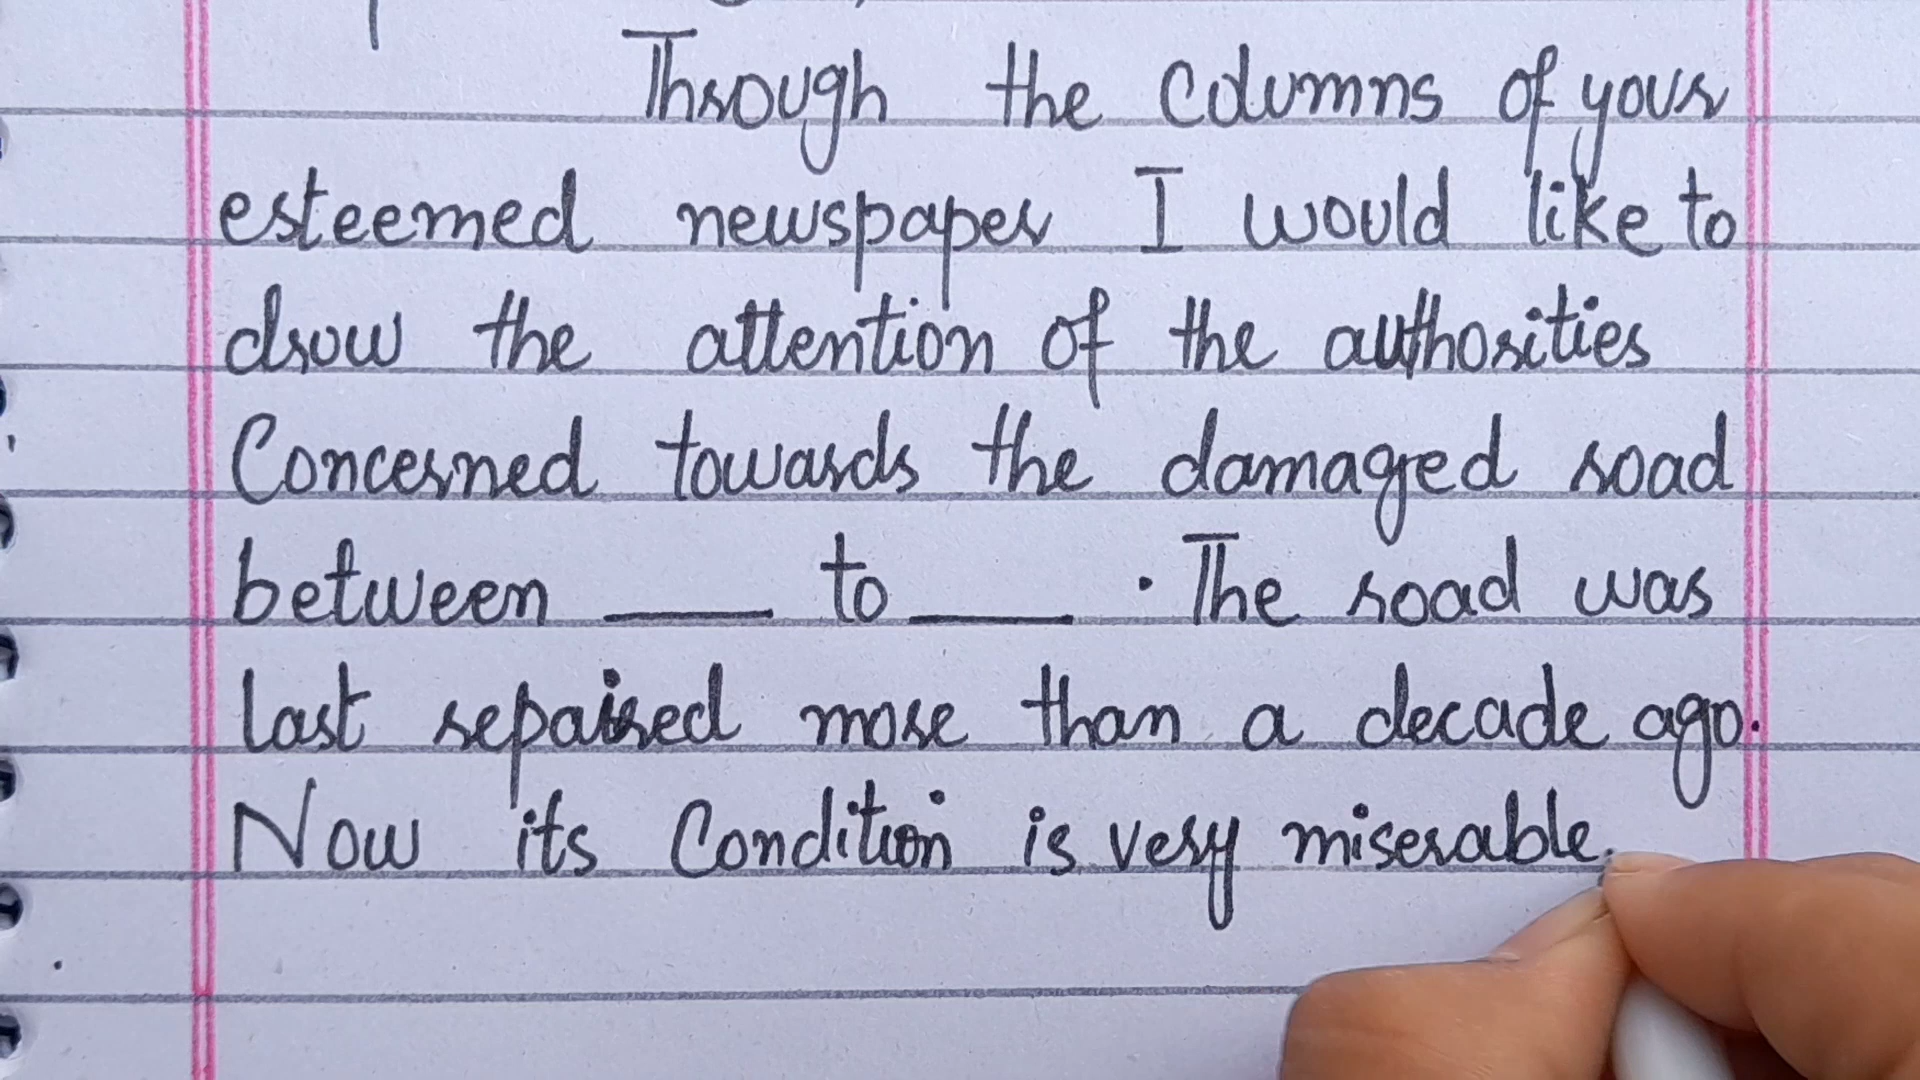 Through the Columns of your
esteemed newspaper I would like to
draw the attention of the authorities
Concerned towards the damaged road
between ____ to ____ . The road was
last repaired more than a decade ago.
Now its Condition is very miserable.